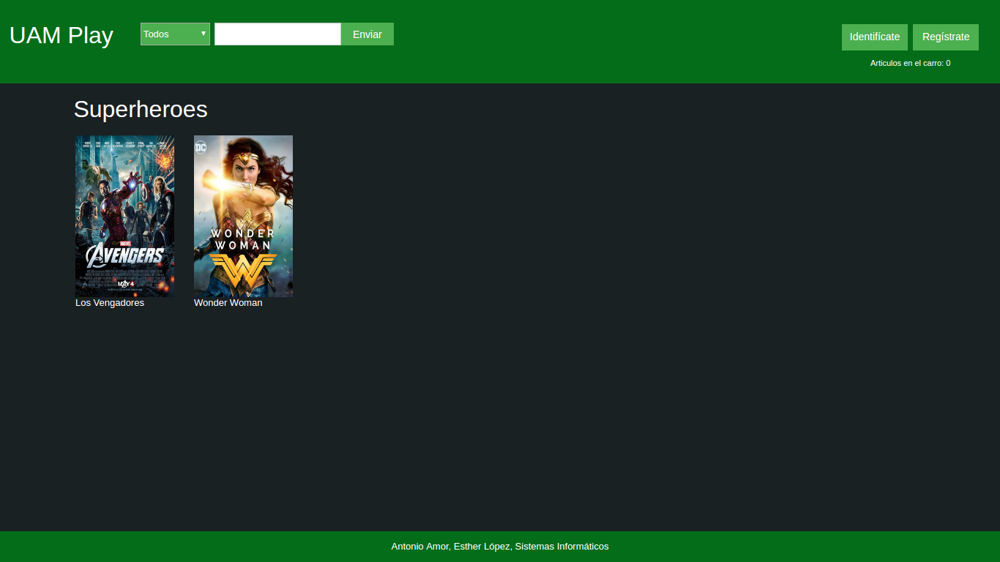 UAM Play
Todos
Enviar
Identifícate
Regístrate
Articulos en el carro: 0
Superheroes
MARVEL
AVENGERS
MAY 4
DC
WONDER
WOMAN
Los Vengadores
Wonder Woman
Antonio Amor, Esther López, Sistemas Informáticos